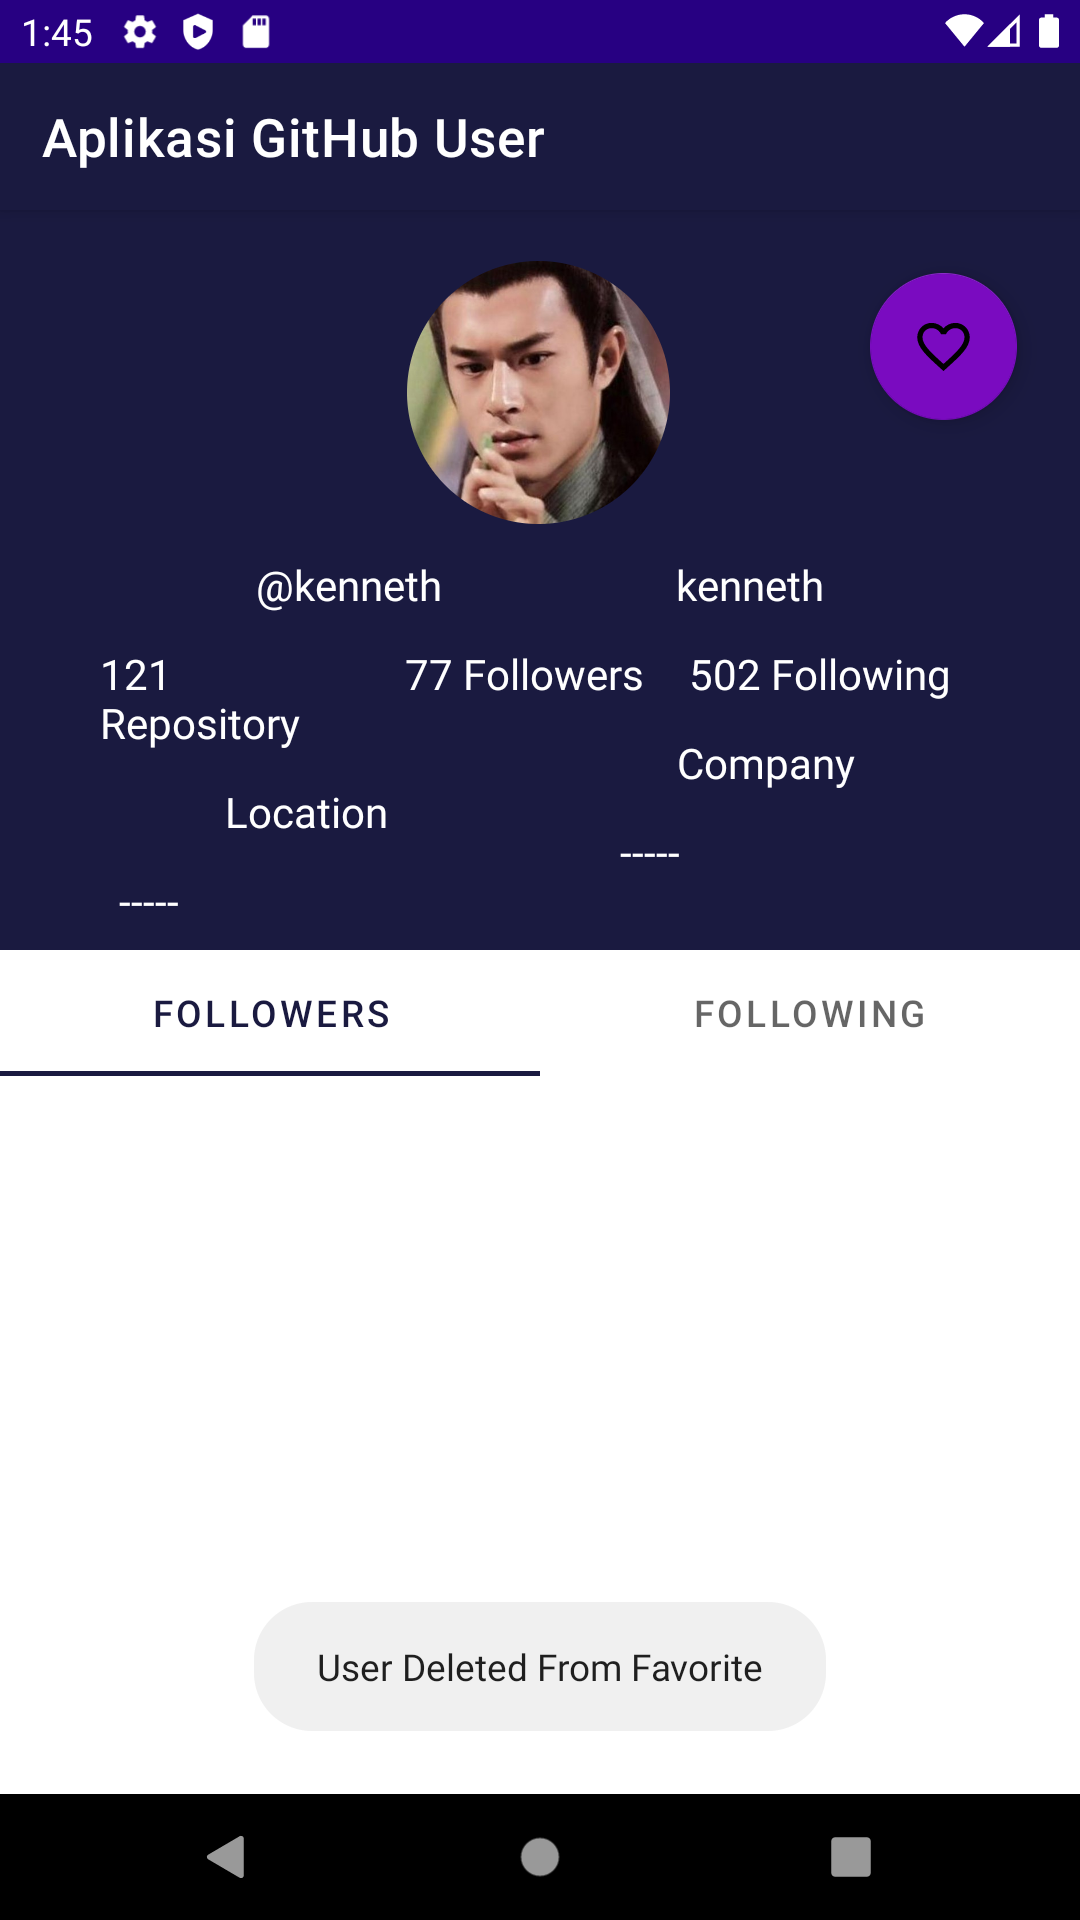 1:45
Aplikasi GitHub User
@kenneth
kenneth
121 Repository
77 Followers
502 Following
Company
Location
-----
-----
FOLLOWERS
FOLLOWING
User Deleted From Favorite